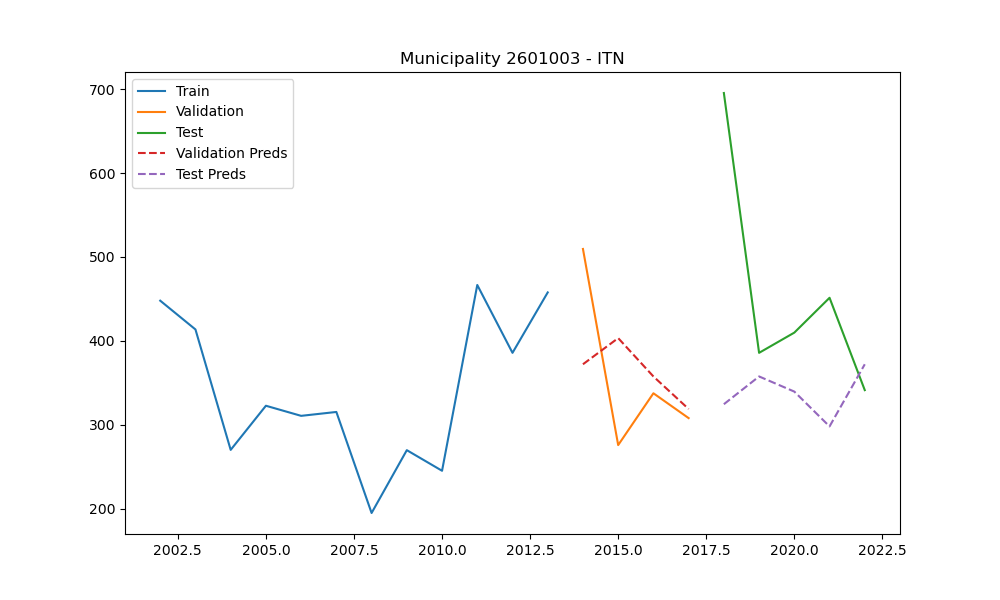 Municipality 2601003 - ITN
Train
Validation
Test
Validation Preds
Test Preds
700
600
500
400
300
200
2002.5 2005.0 2007.5 2010.0 2012.5 2015.0 2017.5 2020.0 2022.5